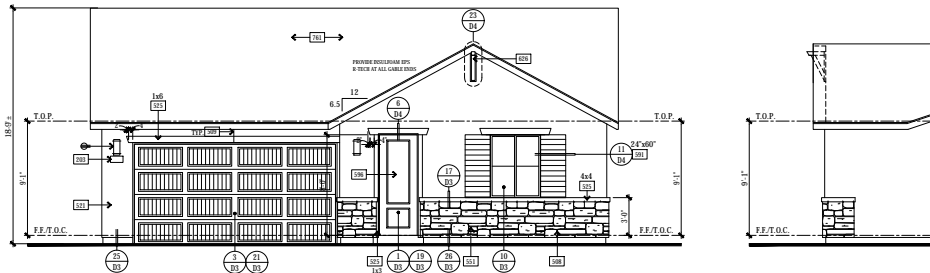 23
D4
761
PROVIDE INSULFOAM EPS
R-TECH AT ALL GABLE ENDS
626
12
6.5
1x6
525
6
D4
T.O.P.
T.O.P.
T.O.P.
18'-9" ±
TYP.
509
24"x60"
11
D4
591
203
596
17
D3
4x4
525
9'-1"
9'-1"
9'-1"
521
3'-0"
F.F./T.O.C.
F.F./T.O.C.
F.F./T.O.C.
25
D3
3
D3
21
D3
525
1x3
1
D3
19
D3
26
D3
551
10
D3
508